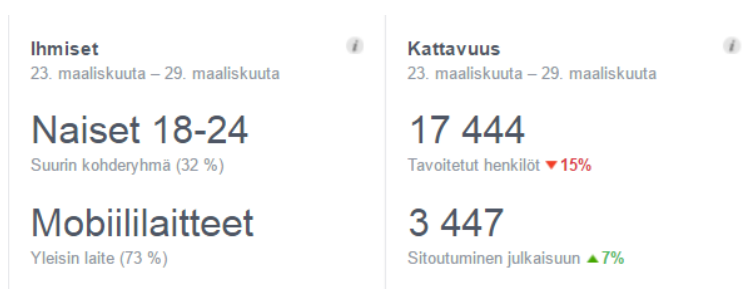 Ihmiset
23. maaliskuuta – 29. maaliskuuta
Naiset 18-24
Suurin kohderyhmä (32 %)
Mobiililaitteet
Yleisin laite (73 %)
Kattavuus
23. maaliskuuta – 29. maaliskuuta
17 444
Tavoitetut henkilöt ▼15%
3 447
Sitoutuminen julkaisuun ▲7%